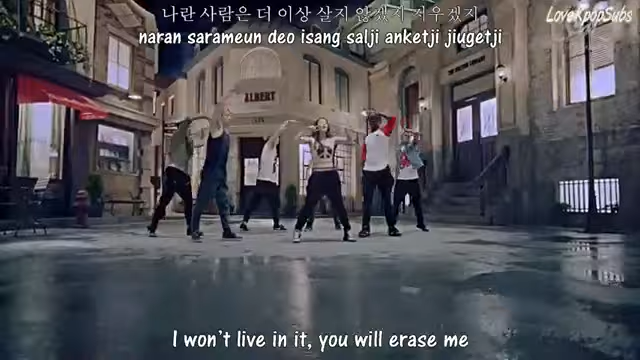 나란 사람은 더 이상 살지 않겠지 지우겠지
LoveKpopSubs
naran sarameun deo isang salji anketji jiugetji
ALBERT
I won't live in it, you will erase me